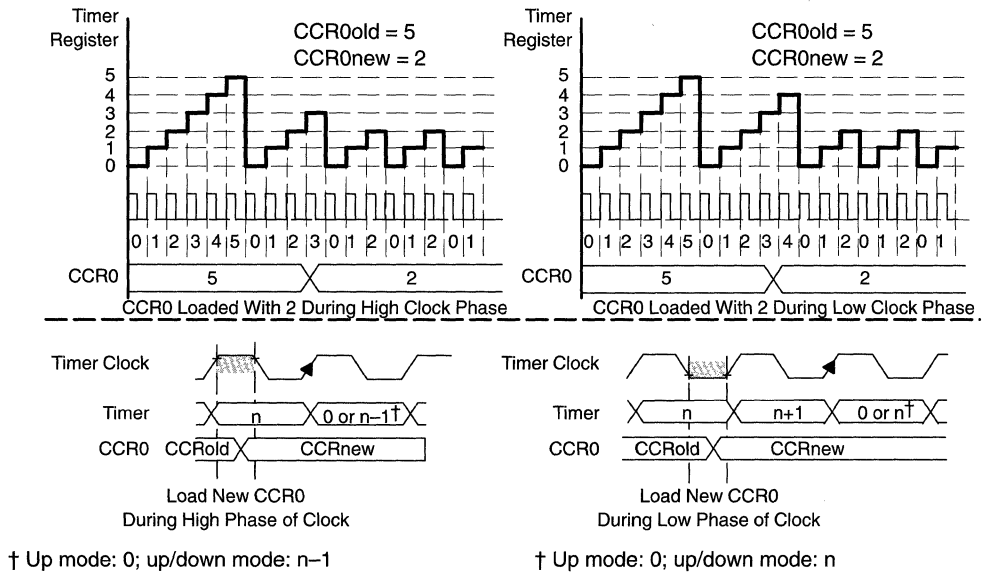 Timer
Register
CCR0old = 5
CCR0new = 2
5
4
3
2
1
0
0 1 2 3 4 5 0 1 2 3 0 1 2 0 1 2 0 1
CCR0
5
2
CCR0 Loaded With 2 During High Clock Phase
Timer
Register
CCR0old = 5
CCR0new = 2
5
4
3
2
1
0
0 1 2 3 4 5 0 1 2 3 4 0 1 2 0 1 2 0 1
CCR0
5
2
CCR0 Loaded With 2 During Low Clock Phase
Timer Clock
Timer
n
0 or n–1†
CCR0
CCRold
CCRnew
Load New CCR0
During High Phase of Clock
† Up mode: 0; up/down mode: n–1
Timer Clock
Timer
n
n+1
0 or n†
CCR0
CCRold
CCRnew
Load New CCR0
During Low Phase of Clock
† Up mode: 0; up/down mode: n